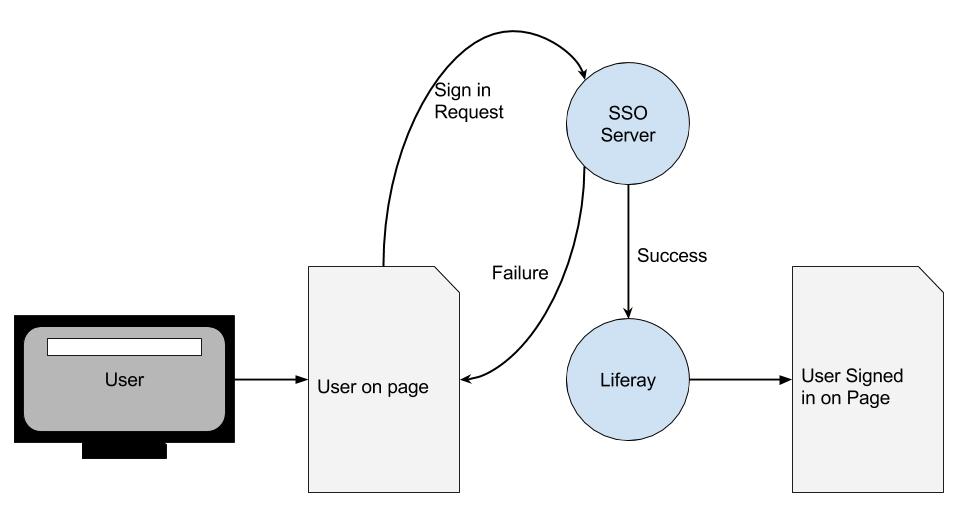 Sign in
Request
SSO
Server
Failure
Success
User
User on page
Liferay
User Signed
in on Page